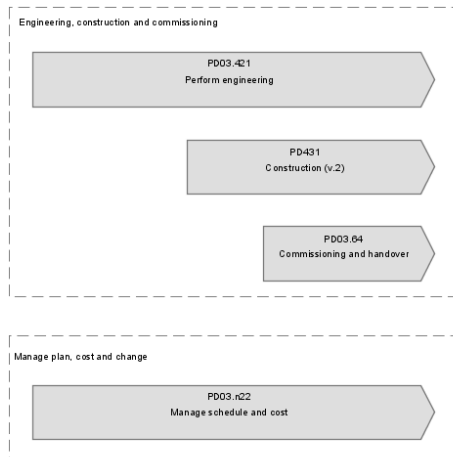 Engineering, construction and commissioning
PD03.421
Perform engineering
PD431
Construction (v.2)
PD03.64
Commissioning and handover
Manage plan, cost and change
PD03.n22
Manage schedule and cost